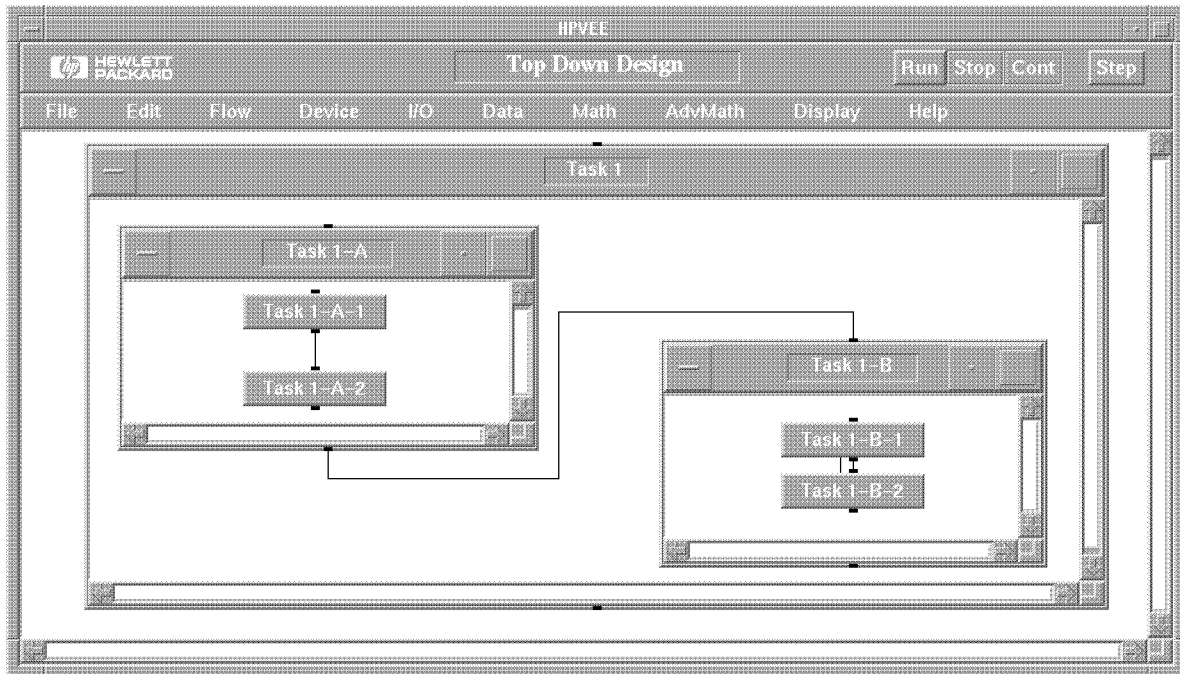 HPVEE
hp HEWLETT PACKARD
Top Down Design
Run Stop Cont Step
File Edit Flow Device I/O Data Math AdvMath Display Help
Task 1
Task 1-A
Task 1-A-1
Task 1-A-2
Task 1-B
Task 1-B-1
Task 1-B-2